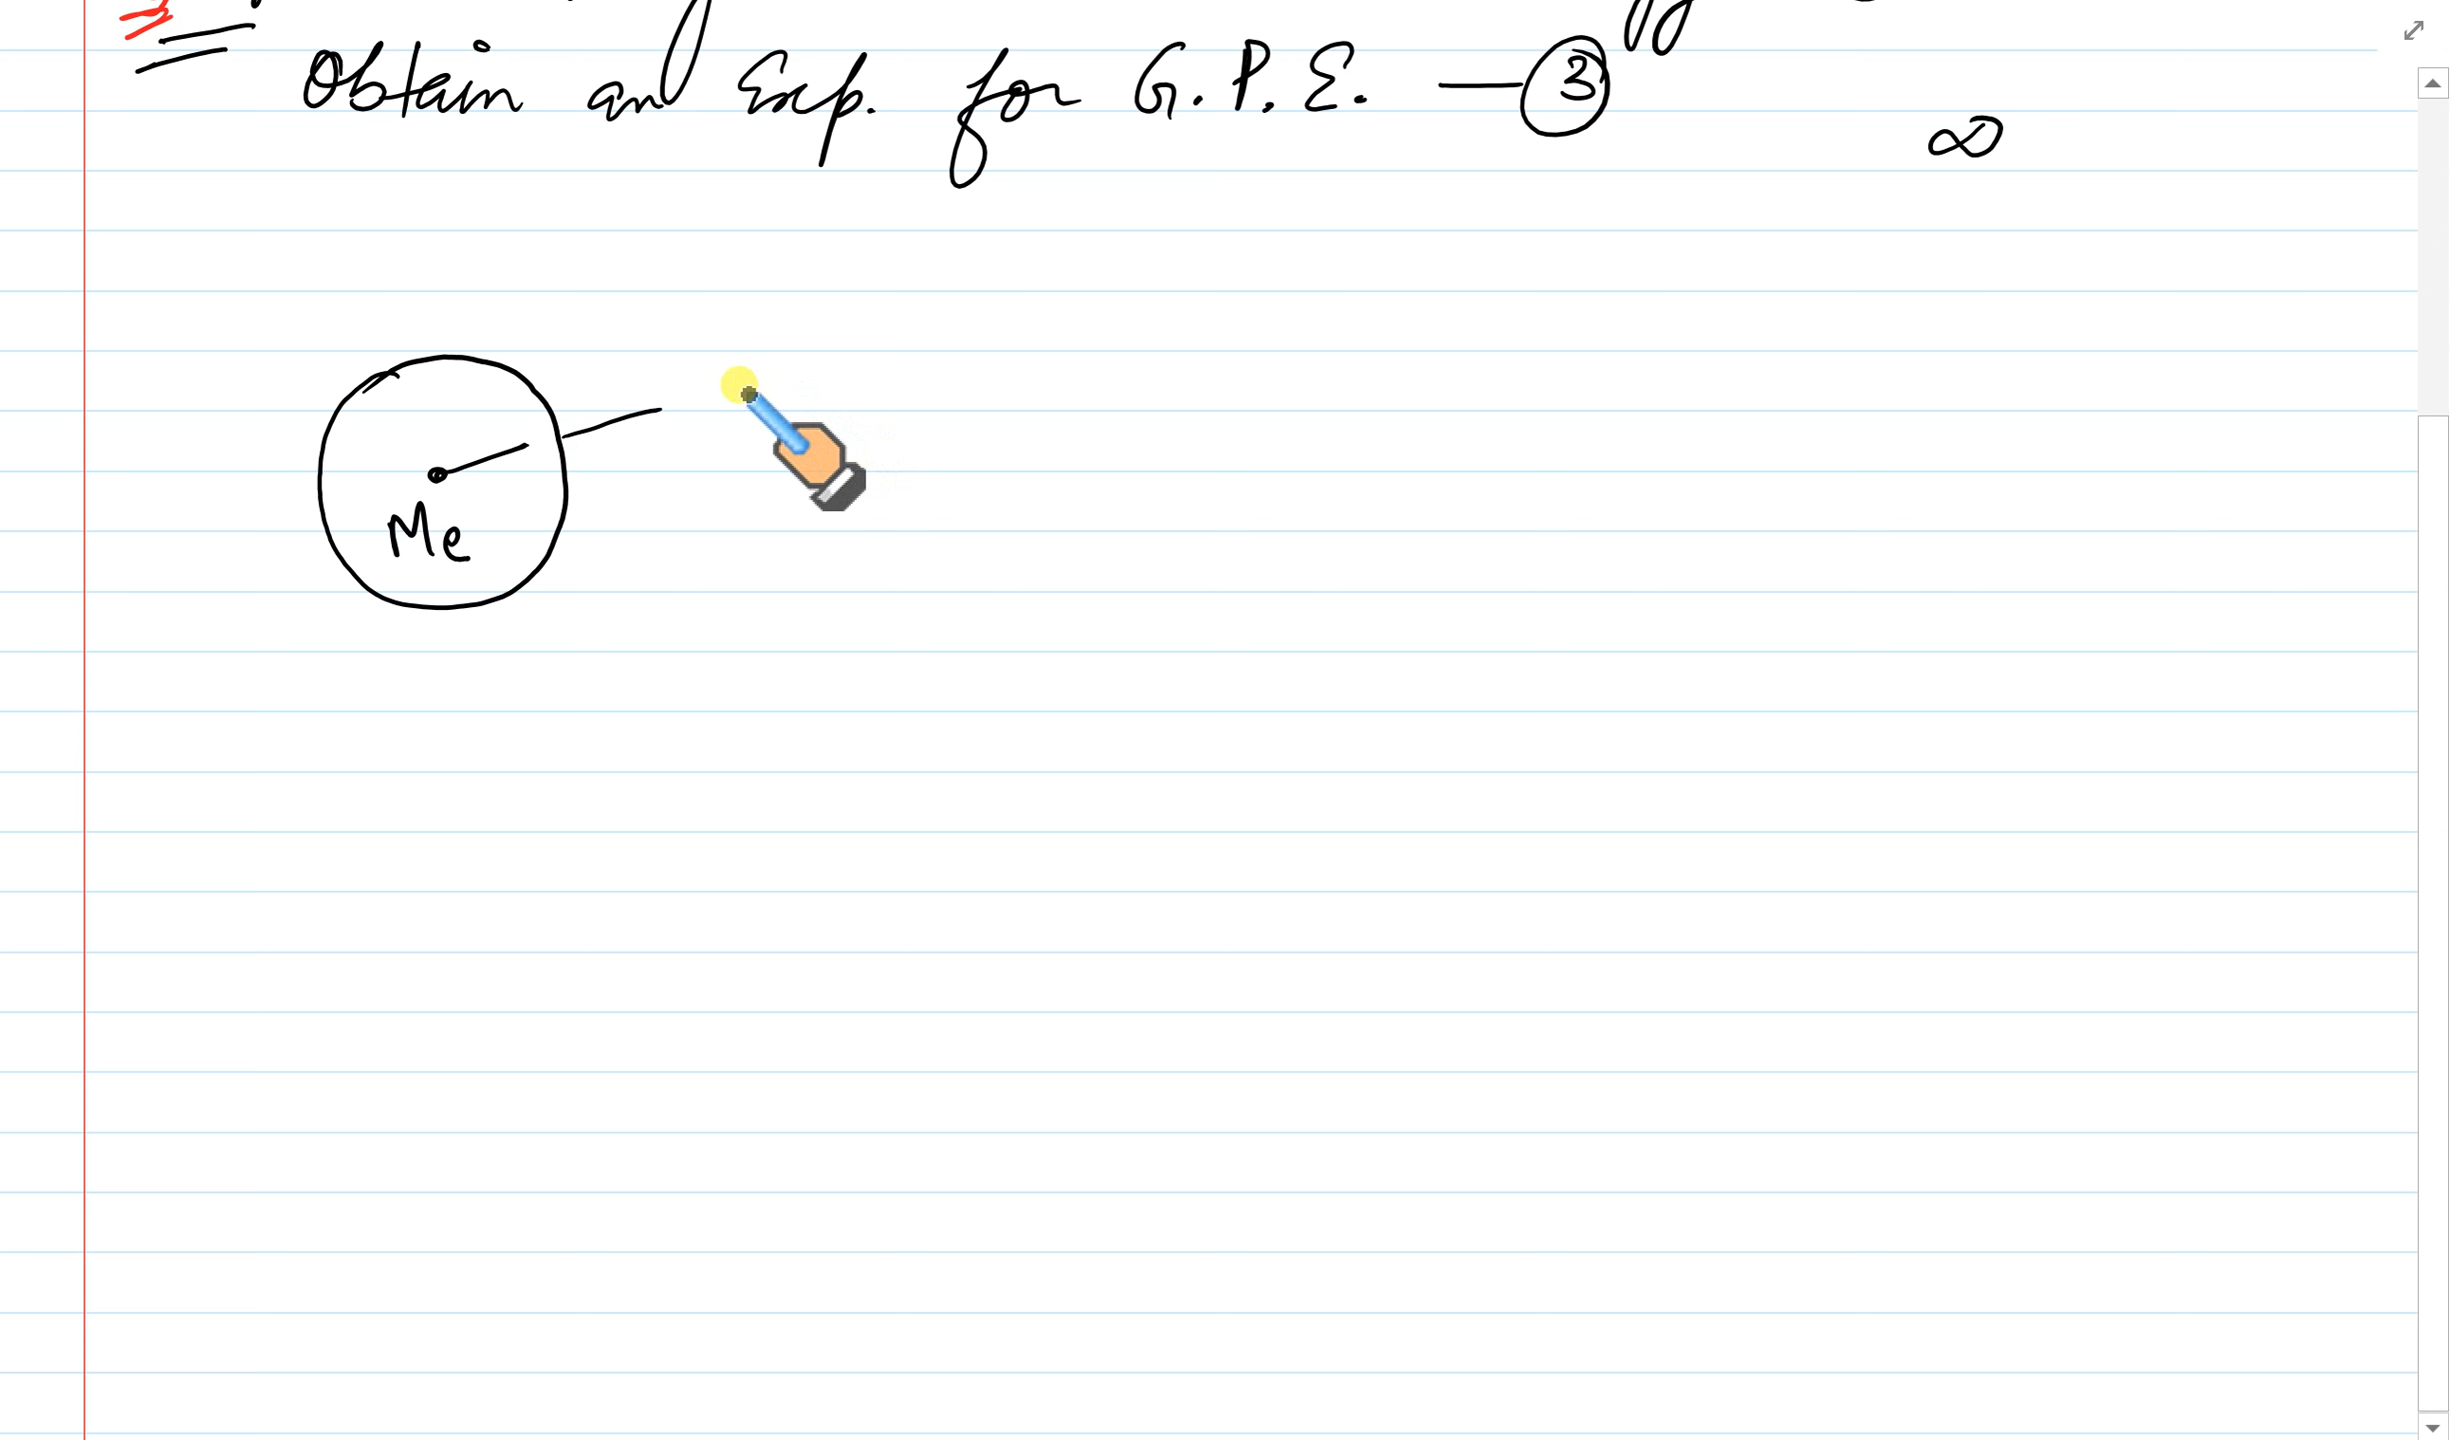 Obtain an Exp. for G.P.E. — 3
∞
Me